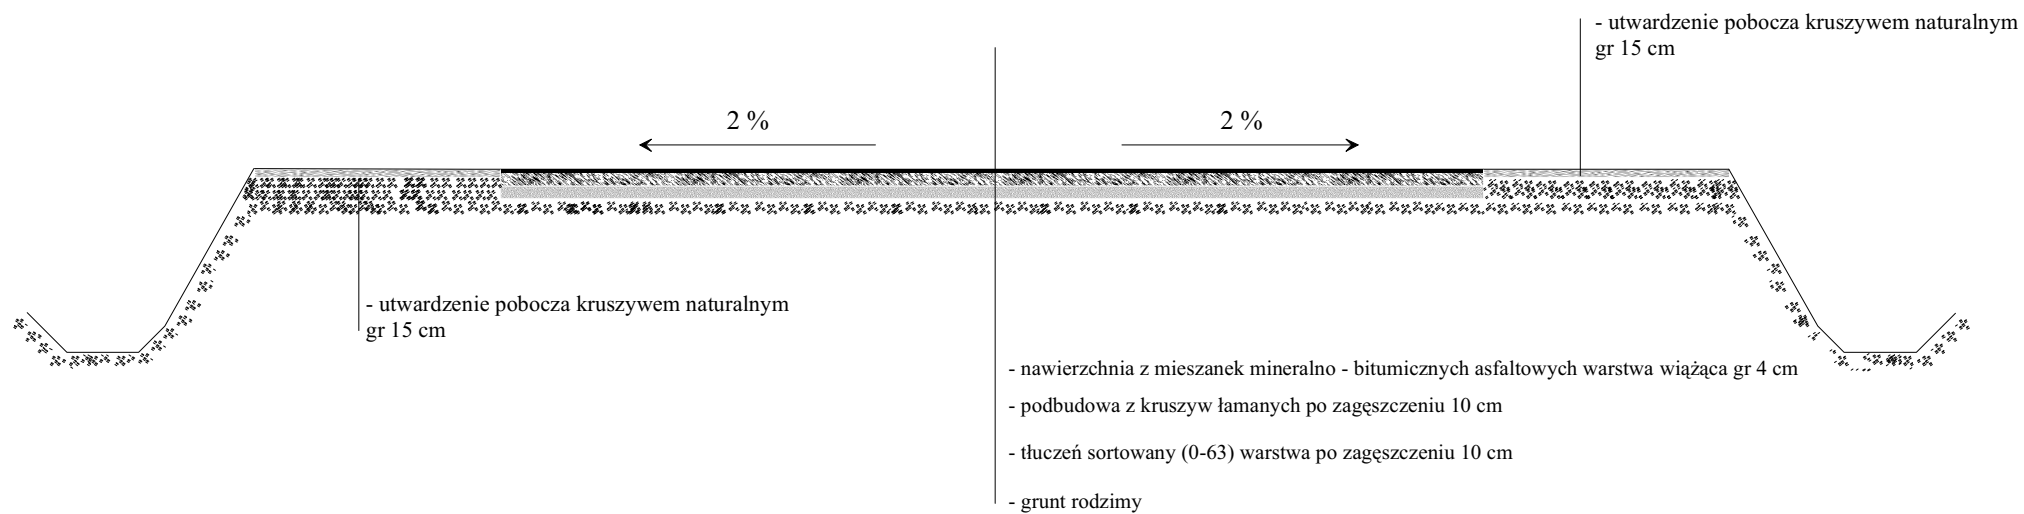 - utwardzenie pobocza kruszywem naturalnym
gr 15 cm
2 %
2 %
- utwardzenie pobocza kruszywem naturalnym
gr 15 cm
- nawierzchnia z mieszanek mineralno - bitumicznych asfaltowych warstwa wiążąca gr 4 cm
- podbudowa z kruszyw łamanych po zagęszczeniu 10 cm
- tłuczeń sortowany (0-63) warstwa po zagęszczeniu 10 cm
- grunt rodzimy